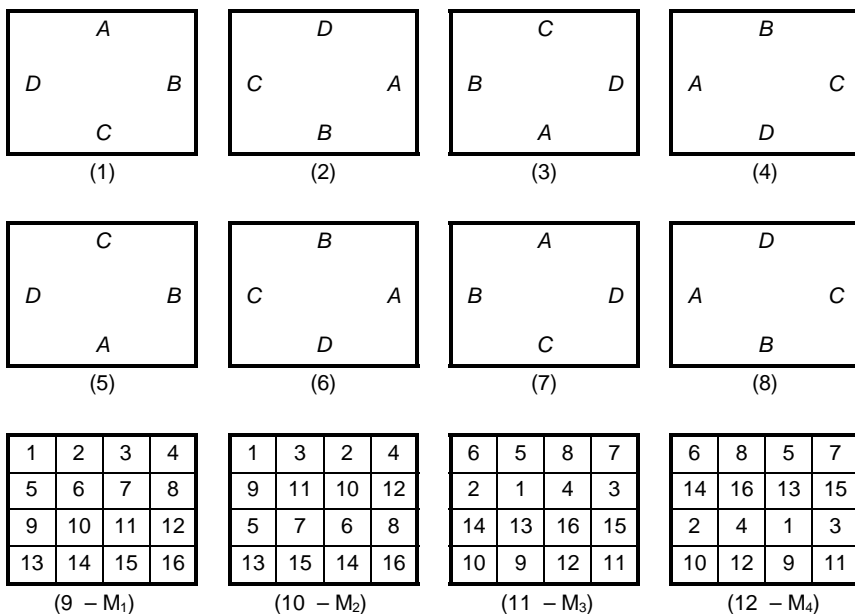 A D C B
D B C A B D A C
C B A D
(1) (2) (3) (4)
C B A D
D B C A B D A C
A D C B
(5) (6) (7) (8)
1 2 3 4 1 3 2 4 6 5 8 7 6 8 5 7
5 6 7 8 9 11 10 12 2 1 4 3 14 16 13 15
9 10 11 12 5 7 6 8 14 13 16 15 2 4 1 3
13 14 15 16 13 15 14 16 10 9 12 11 10 12 9 11
(9 – M₁) (10 – M₂) (11 – M₃) (12 – M₄)